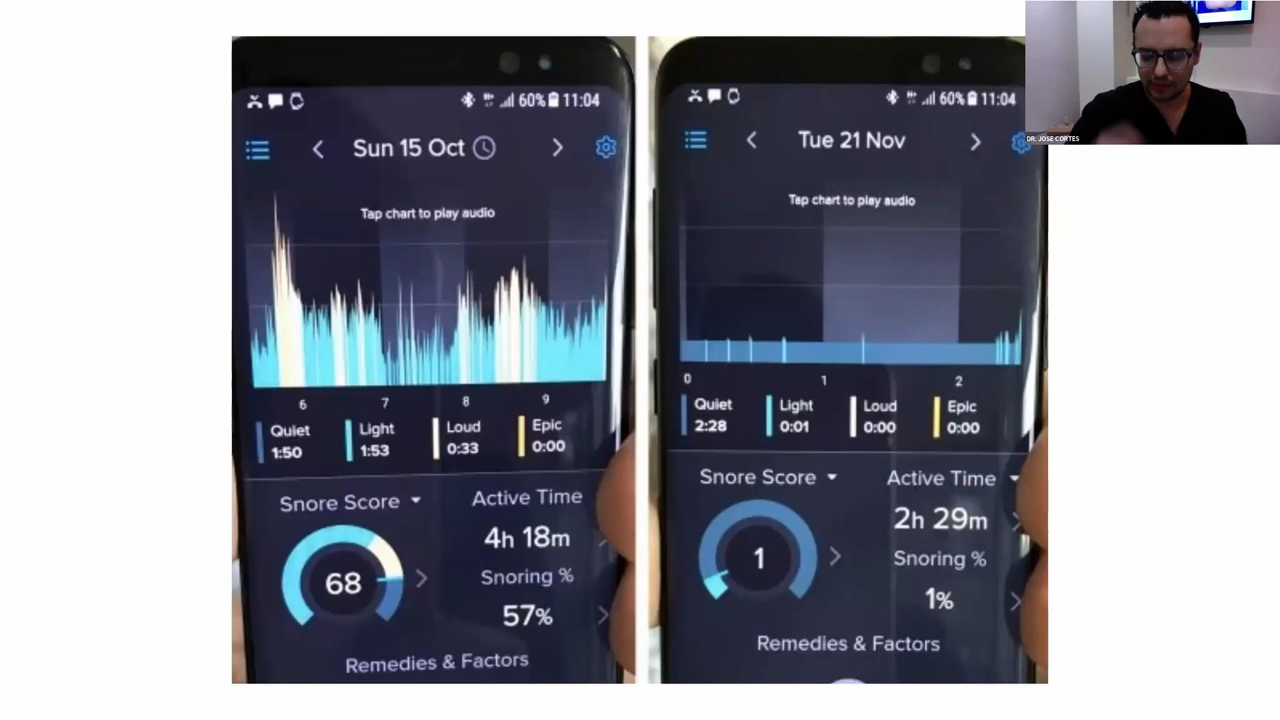 60% 11:04
Sun 15 Oct
Tap chart to play audio
6 7 8 9
Quiet Light Loud Epic
1:50 1:53 0:33 0:00
Snore Score Active Time
4h 18m
68
Snoring %
57%
Remedies & Factors
60% 11:04
Tue 21 Nov
Tap chart to play audio
0 1 2
Quiet Light Loud Epic
2:28 0:01 0:00 0:00
Snore Score Active Time
2h 29m
1
Snoring %
1%
Remedies & Factors
DR. JOSE CORTES